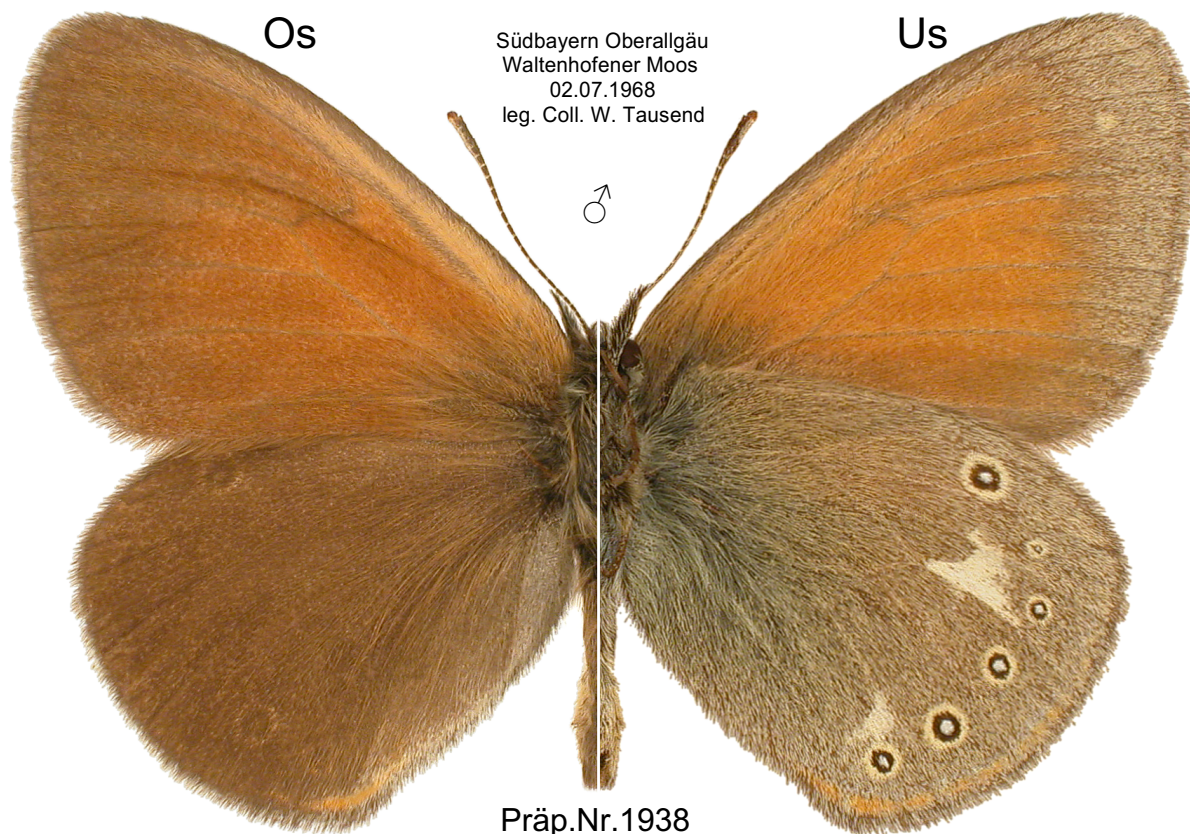 Os
Südbayern Oberallgäu
Waltenhofener Moos
02.07.1968
leg. Coll. W. Tausend
♂
Us
Präp.Nr.1938